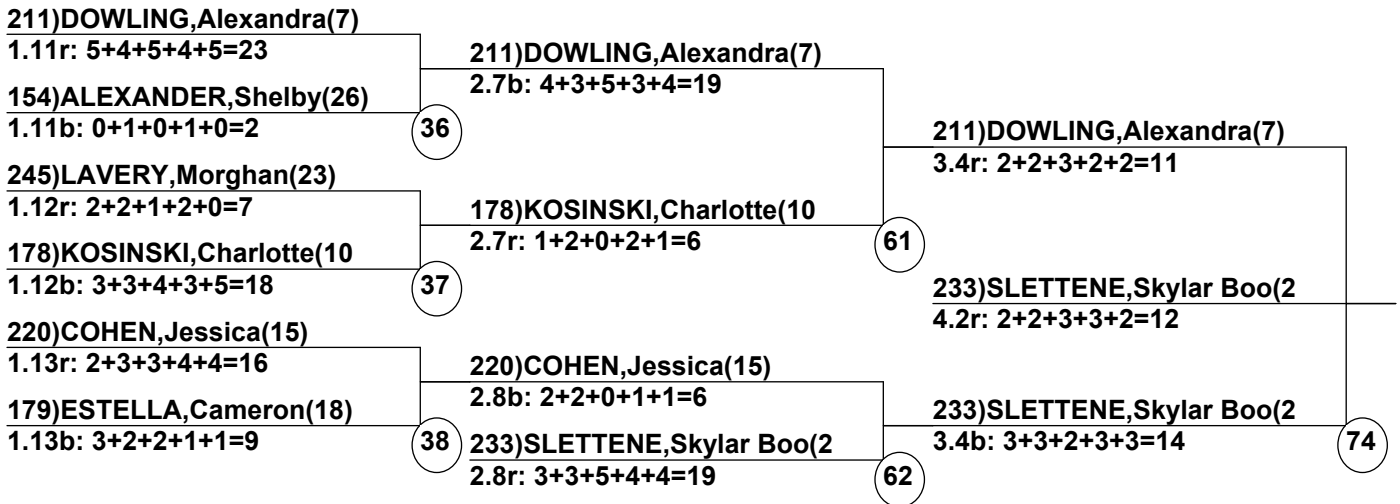 211)DOWLING,Alexandra(7)
1.11r: 5+4+5+4+5=23
154)ALEXANDER,Shelby(26)
1.11b: 0+1+0+1+0=2
36
245)LAVERY,Morghan(23)
1.12r: 2+2+1+2+0=7
178)KOSINSKI,Charlotte(10
1.12b: 3+3+4+3+5=18
37
220)COHEN,Jessica(15)
1.13r: 2+3+3+4+4=16
179)ESTELLA,Cameron(18)
1.13b: 3+2+2+1+1=9
38
211)DOWLING,Alexandra(7)
2.7b: 4+3+5+3+4=19
178)KOSINSKI,Charlotte(10
2.7r: 1+2+0+2+1=6
61
220)COHEN,Jessica(15)
2.8b: 2+2+0+1+1=6
233)SLETTENE,Skylar Boo(2
2.8r: 3+3+5+4+4=19
62
211)DOWLING,Alexandra(7)
3.4r: 2+2+3+2+2=11
233)SLETTENE,Skylar Boo(2
4.2r: 2+2+3+3+2=12
233)SLETTENE,Skylar Boo(2
3.4b: 3+3+2+3+3=14
74